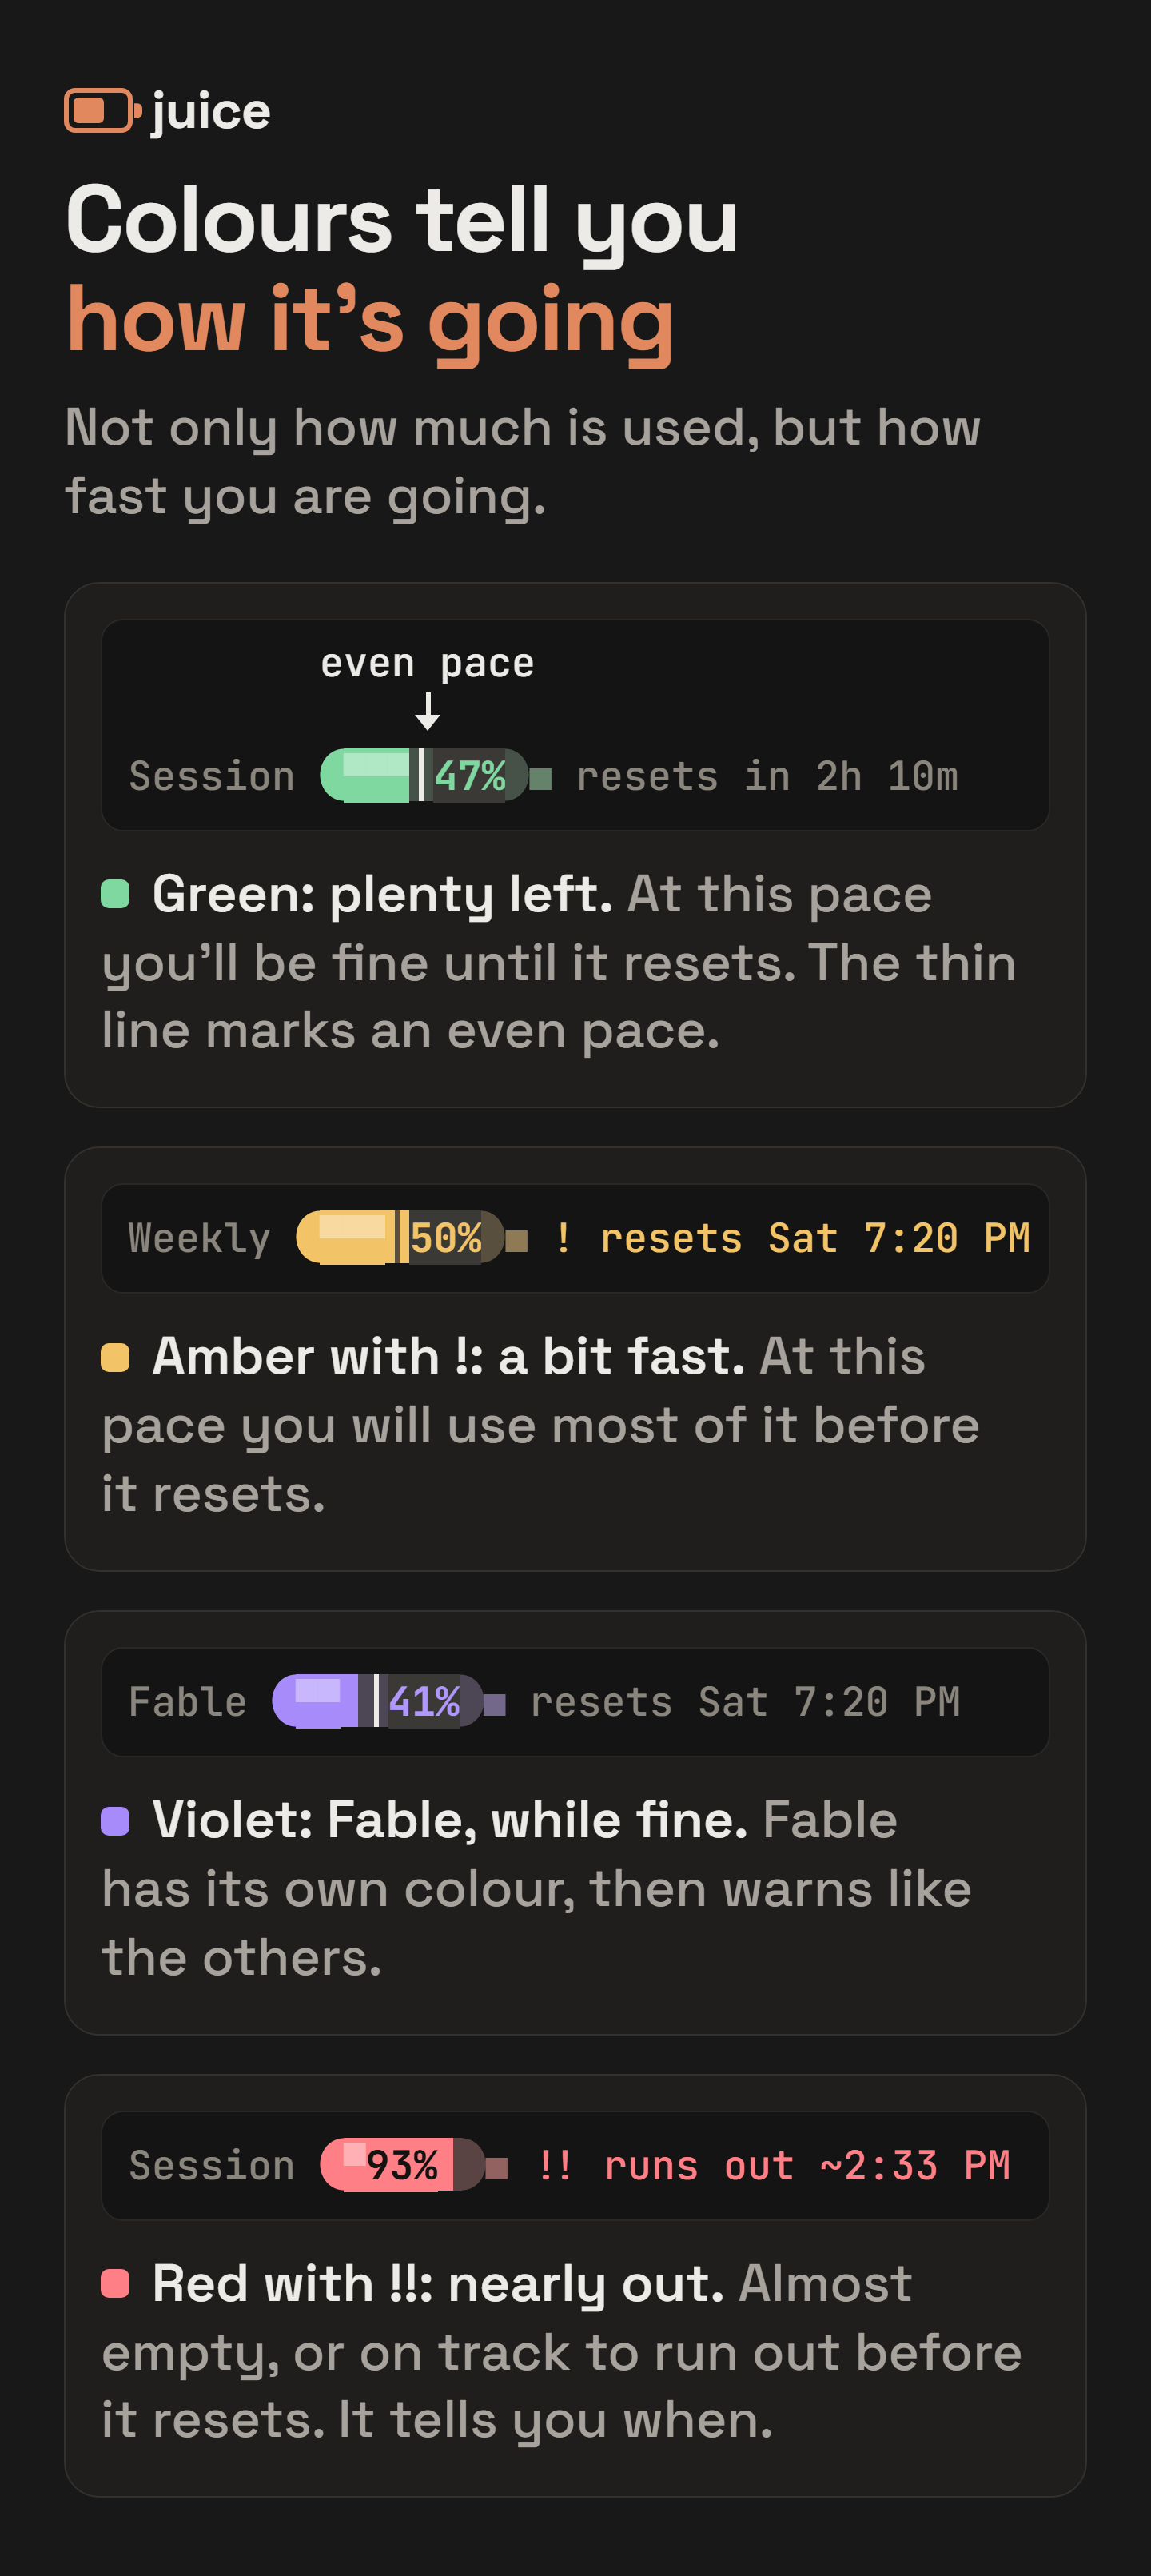 juice
Colours tell you
how it’s going
Not only how much is used, but how
fast you are going.
even pace
Session 47% resets in 2h 10m
Green: plenty left. At this pace
you’ll be fine until it resets. The thin
line marks an even pace.
Weekly 50% ! resets Sat 7:20 PM
Amber with !: a bit fast. At this
pace you will use most of it before
it resets.
Fable 41% resets Sat 7:20 PM
Violet: Fable, while fine. Fable
has its own colour, then warns like
the others.
Session 93% !! runs out ~2:33 PM
Red with !!: nearly out. Almost
empty, or on track to run out before
it resets. It tells you when.